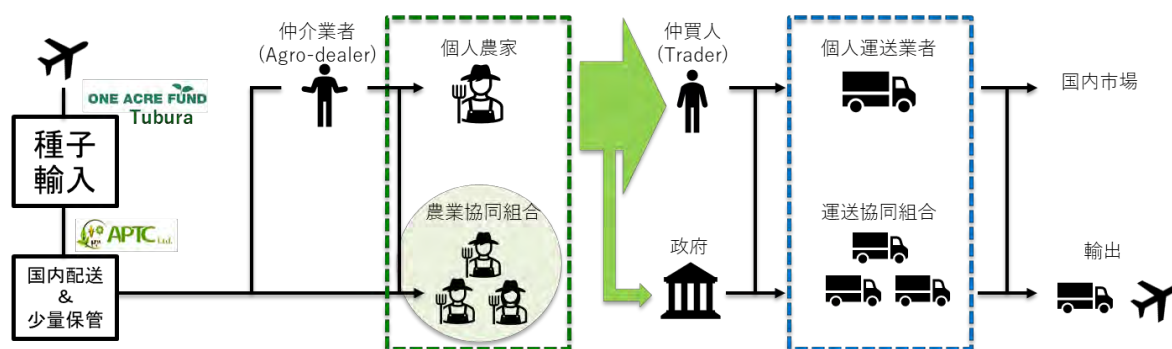 ONE ACRE FUND
Tubura
種子
輸入
APTC Ltd.
国内配送
&
少量保管
仲介業者
(Agro-dealer)
個人農家
農業協同組合
仲買人
(Trader)
政府
個人運送業者
運送協同組合
国内市場
輸出